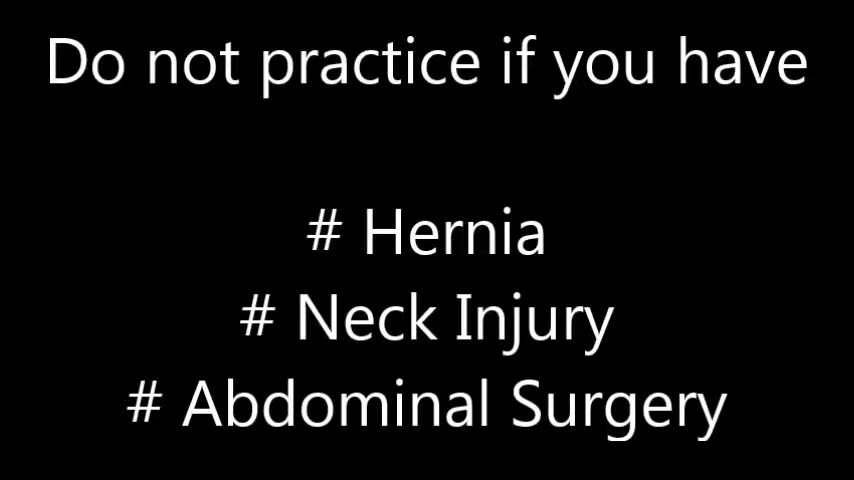 Do not practice if you have
# Hernia
# Neck Injury
# Abdominal Surgery